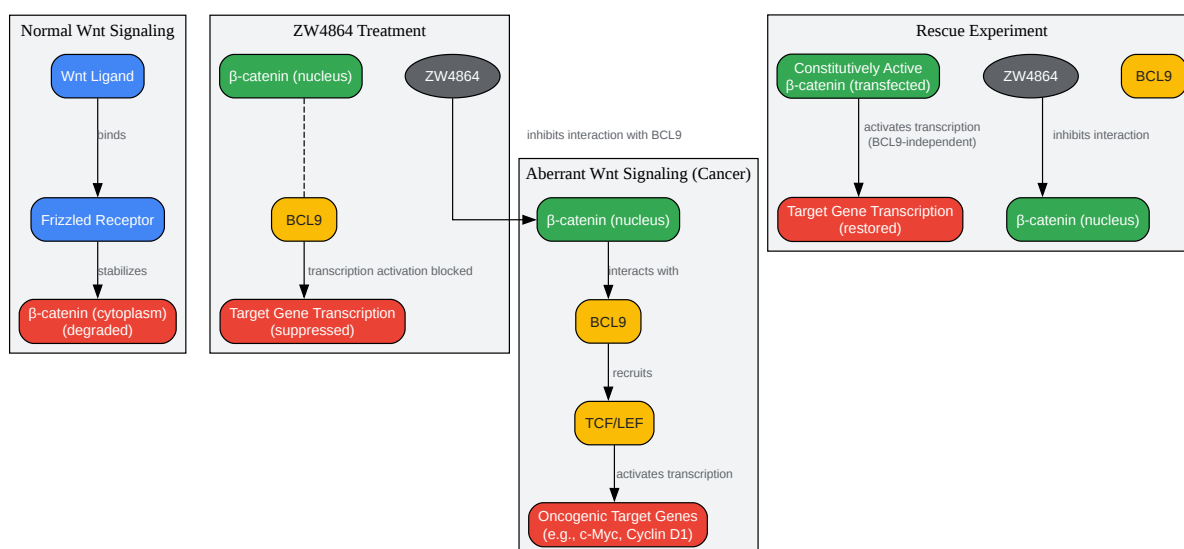 Normal Wnt Signaling
Wnt Ligand
binds
Frizzled Receptor
stabilizes
β-catenin (cytoplasm)
(degraded)
ZW4864 Treatment
β-catenin (nucleus)
ZW4864
BCL9
transcription activation blocked
Target Gene Transcription
(suppressed)
inhibits interaction with BCL9
Aberrant Wnt Signaling (Cancer)
β-catenin (nucleus)
interacts with
BCL9
recruits
TCF/LEF
activates transcription
Oncogenic Target Genes
(e.g., c-Myc, Cyclin D1)
Rescue Experiment
Constitutively Active
β-catenin (transfected)
ZW4864
BCL9
activates transcription
(BCL9-independent)
inhibits interaction
Target Gene Transcription
(restored)
β-catenin (nucleus)